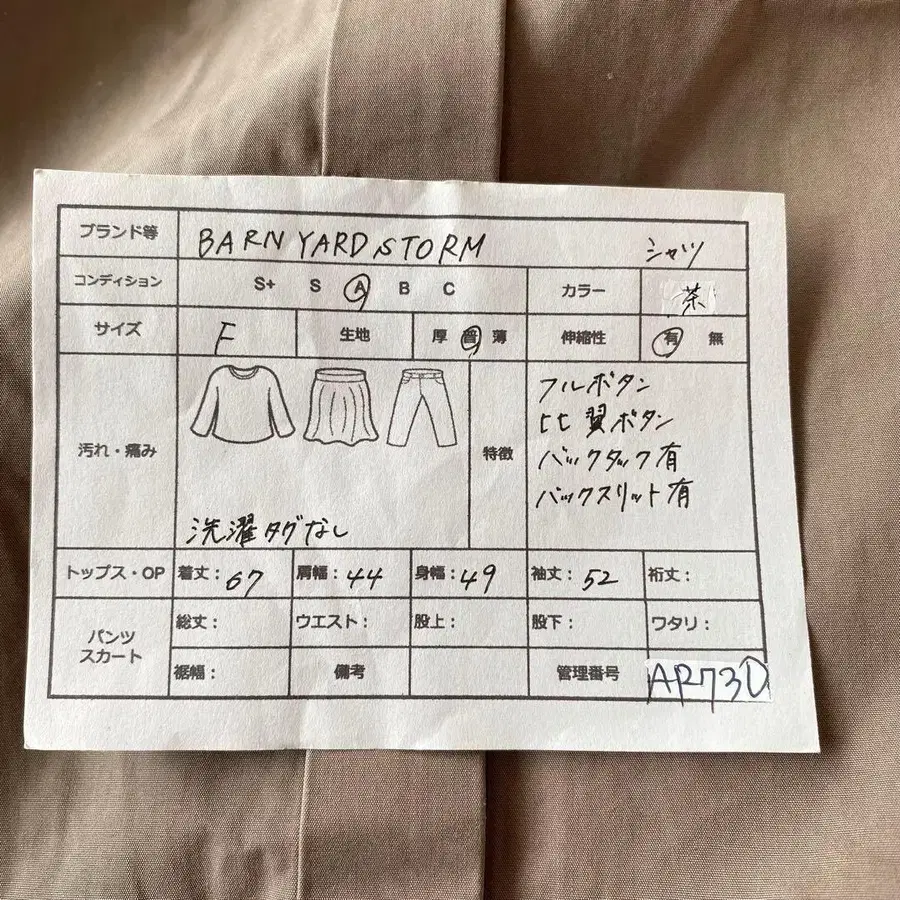 ブランド等 BARNYARDSTORM シャツ
コンディション S+ S A B C カラー 茶
サイズ F 生地 厚 普 薄 伸縮性 有 無
汚れ・痛み 洗濯タグなし
特徴
フルボタン
比翼ボタン
バックタック有
バックスリット有
トップス・OP 着丈：67 肩幅：44 身幅：49 袖丈：52 裄丈：
パンツ
スカート
総丈： ウエスト： 股上： 股下： ワタリ：
裾幅： 備考 管理番号 AP73D